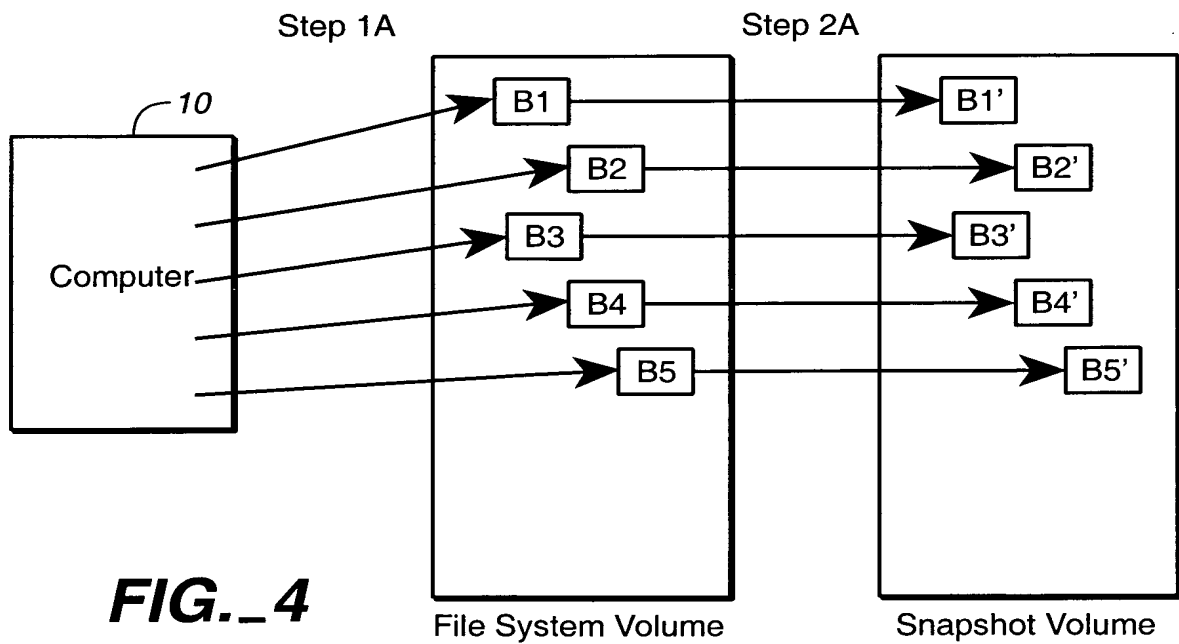 Step 1A
Step 2A
10
Computer
B1
B1'
B2
B2'
B3
B3'
B4
B4'
B5
B5'
FIG._4
File System Volume
Snapshot Volume